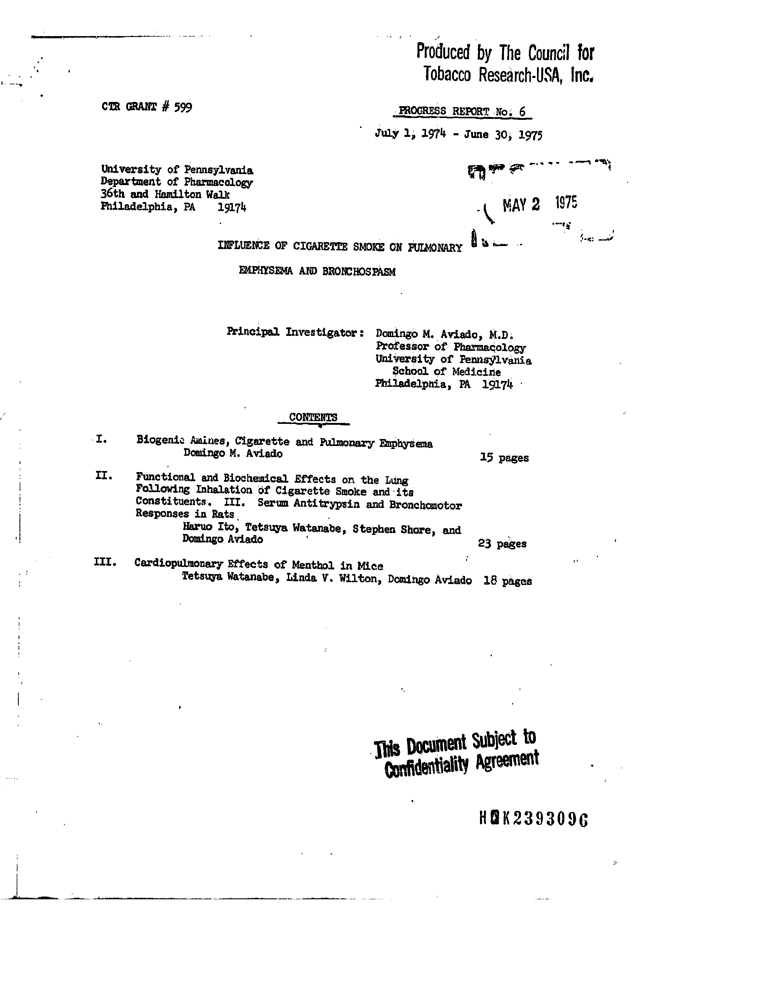 Produced by The Council for
Tobacco Research-USA, Inc.
CTR GRANT # 599
PROGRESS REPORT No. 6
July 1, 1974 - June 30, 1975
University of Pennsylvania
Department of Pharmacology
36th and Hamilton Walk
Philadelphia, PA 19174
MAY 2 1975
INFLUENCE OF CIGARETTE SMOKE ON PULMONARY
EMPHYSEMA AND BRONCHOSPASM
Principal Investigator: Domingo M. Aviado, M.D.
Professor of Pharmacology
University of Pennsylvania
School of Medicine
Philadelphia, PA 19174
CONTENTS
I. Biogenic Amines, Cigarette and Pulmonary Emphysema
Domingo M. Aviado 15 pages
II. Functional and Biochemical Effects on the Lung
Following Inhalation of Cigarette Smoke and its
Constituents. III. Serum Antitrypsin and Bronchomotor
Responses in Rats
Haruo Ito, Tetsuya Watanabe, Stephen Shore, and
Domingo Aviado 23 pages
III. Cardiopulmonary Effects of Menthol in Mice
Tetsuya Watanabe, Linda V. Wilton, Domingo Aviado 18 pages
This Document Subject to
Confidentiality Agreement